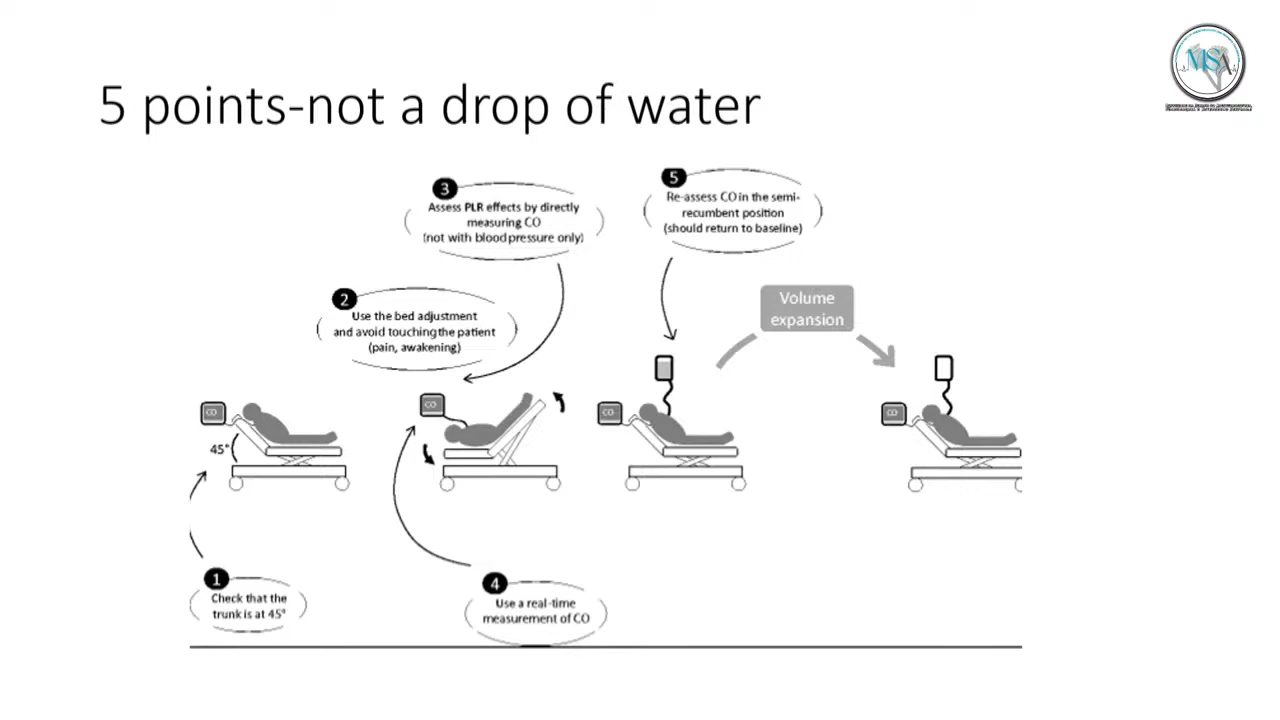 MSA
5 points-not a drop of water
3
Assess PLR effects by directly
measuring CO
(not with blood pressure only)
5
Re-assess CO in the semi-
recumbent position
(should return to baseline)
2
Use the bed adjustment
and avoid touching the patient
(pain, awakening)
Volume
expansion
CO
45°
CO
CO
CO
1
Check that the
trunk is at 45°
4
Use a real-time
measurement of CO